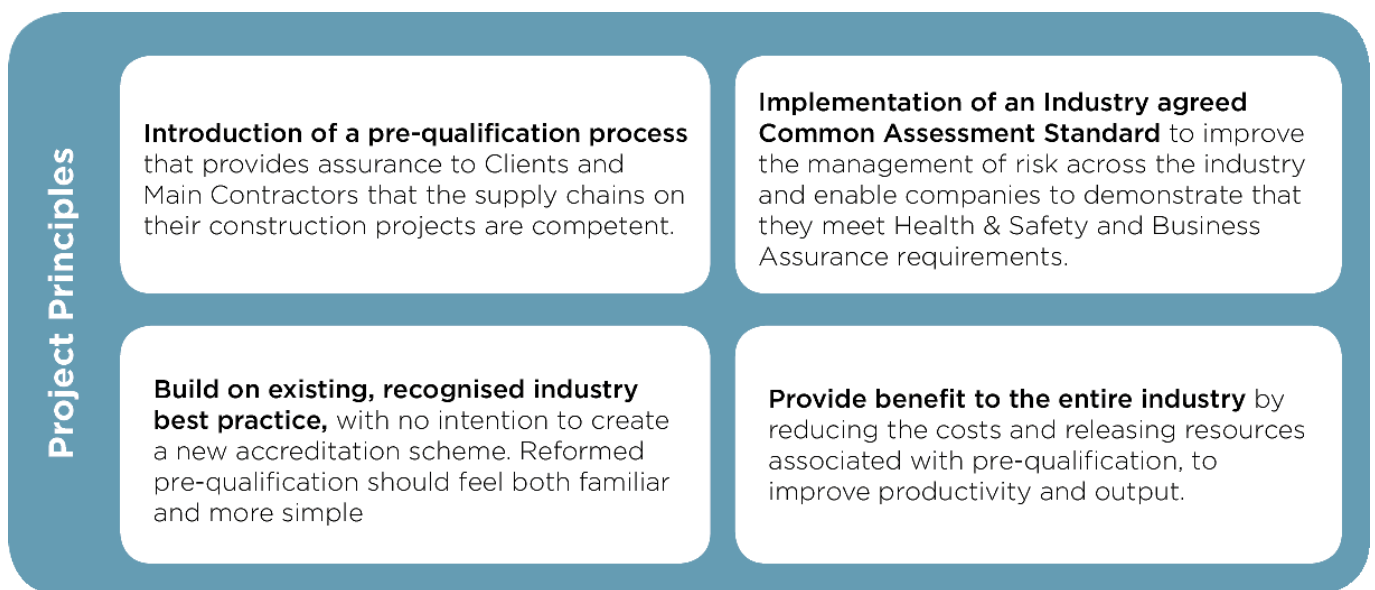 Project Principles
Introduction of a pre-qualification process
that provides assurance to Clients and
Main Contractors that the supply chains on
their construction projects are competent.
Implementation of an Industry agreed
Common Assessment Standard to improve
the management of risk across the industry
and enable companies to demonstrate that
they meet Health & Safety and Business
Assurance requirements.
Build on existing, recognised industry
best practice, with no intention to create
a new accreditation scheme. Reformed
pre-qualification should feel both familiar
and more simple
Provide benefit to the entire industry by
reducing the costs and releasing resources
associated with pre-qualification, to
improve productivity and output.